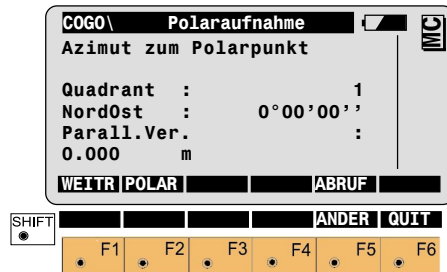 COGO\ Polaraufnahme
MC
Azimut zum Polarpunkt
Quadrant : 1
NordOst : 0°00'00''
Parall.Ver. :
0.000 m
WEITR POLAR ABRUF
SHIFT ANDER QUIT
F1 F2 F3 F4 F5 F6